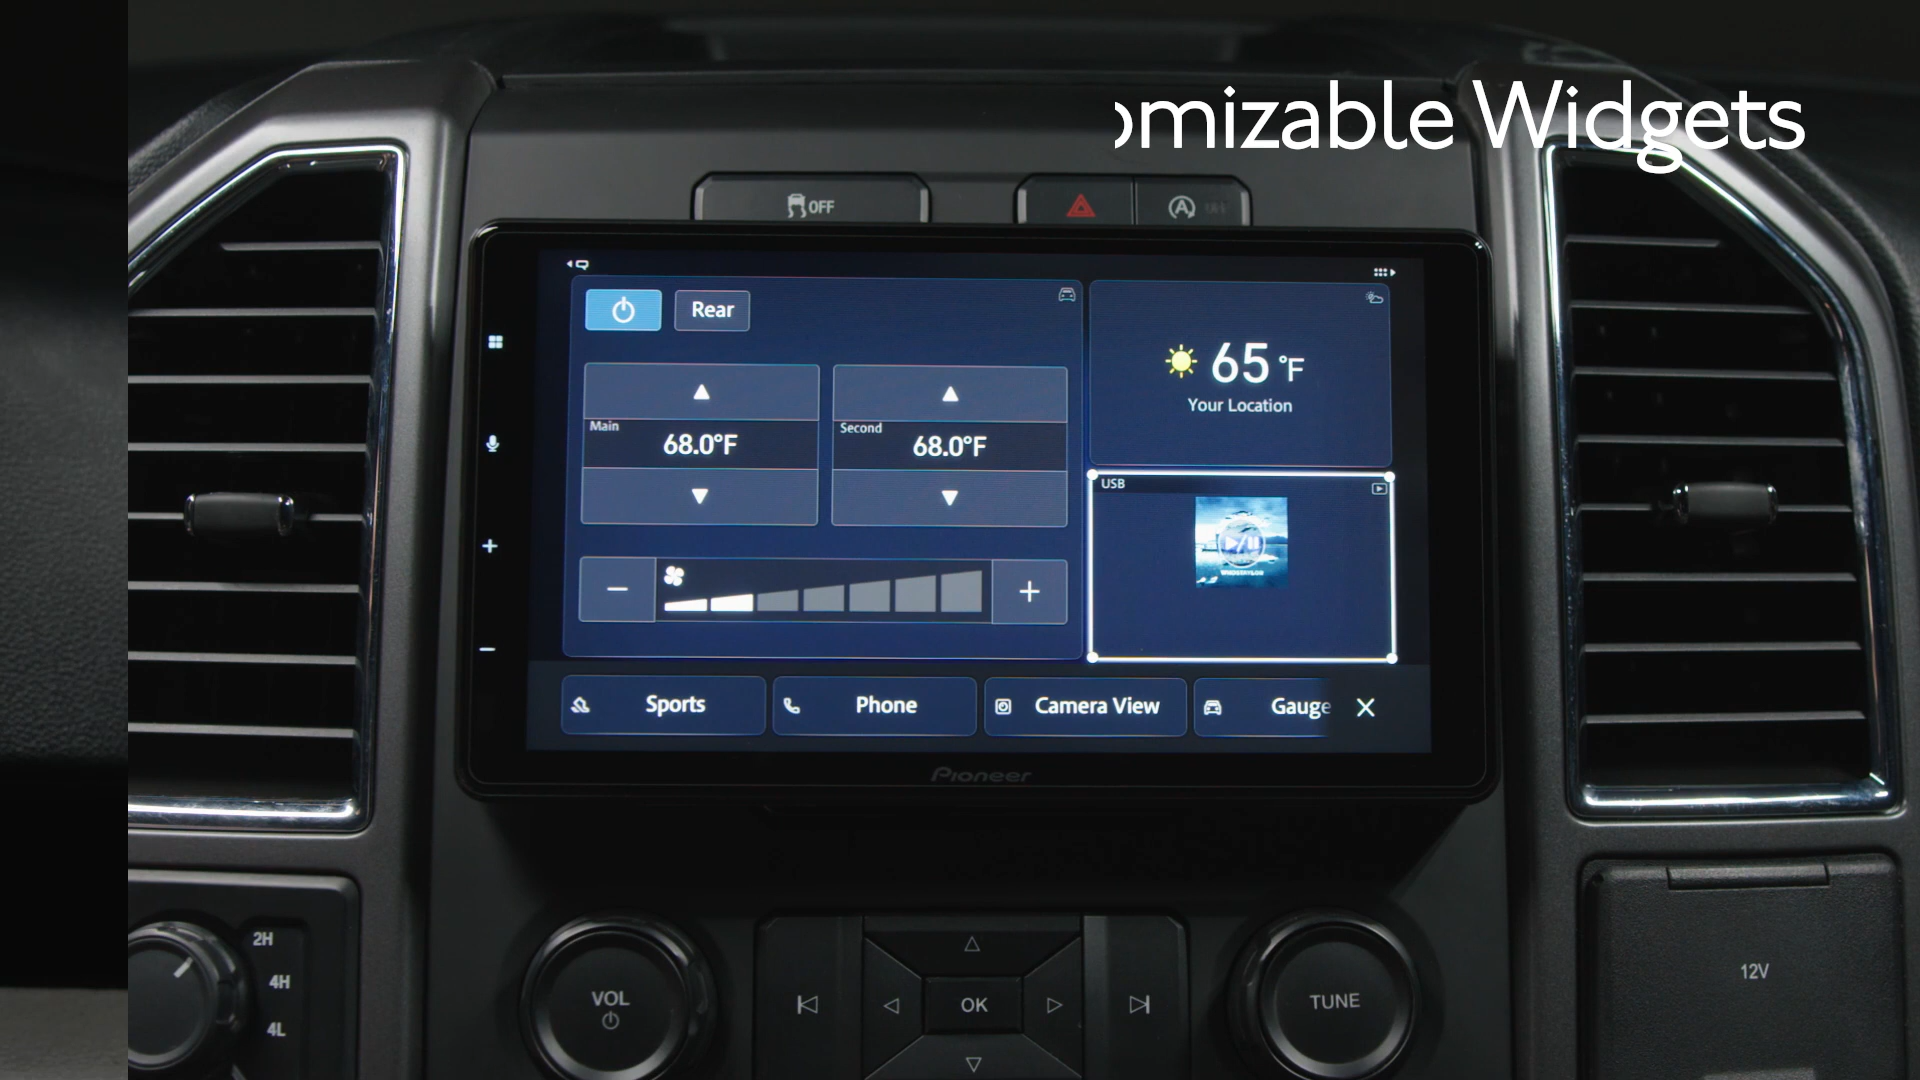 omizable Widgets
OFF
Rear
65 °F
Your Location
Main
68.0°F
Second
68.0°F
USB
Sports
Phone
Camera View
Gauge
Pioneer
2H
4H
4L
VOL
OK
TUNE
12V